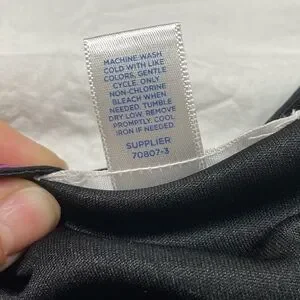 MACHINE WASH
COLD WITH LIKE
COLORS, GENTLE
CYCLE. ONLY
NON-CHLORINE
BLEACH WHEN
NEEDED. TUMBLE
DRY LOW. REMOVE
PROMPTLY. COOL
IRON IF NEEDED.
SUPPLIER
70807-3